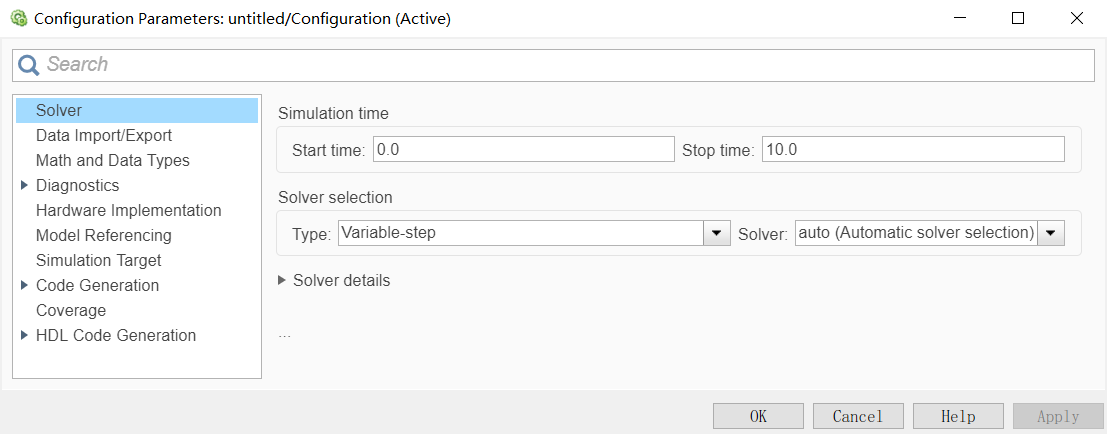 Configuration Parameters: untitled/Configuration (Active)
Search
Solver
Data Import/Export
Math and Data Types
Diagnostics
Hardware Implementation
Model Referencing
Simulation Target
Code Generation
Coverage
HDL Code Generation
Simulation time
Start time: 0.0 Stop time: 10.0
Solver selection
Type: Variable-step Solver: auto (Automatic solver selection)
Solver details
...
OK Cancel Help Apply